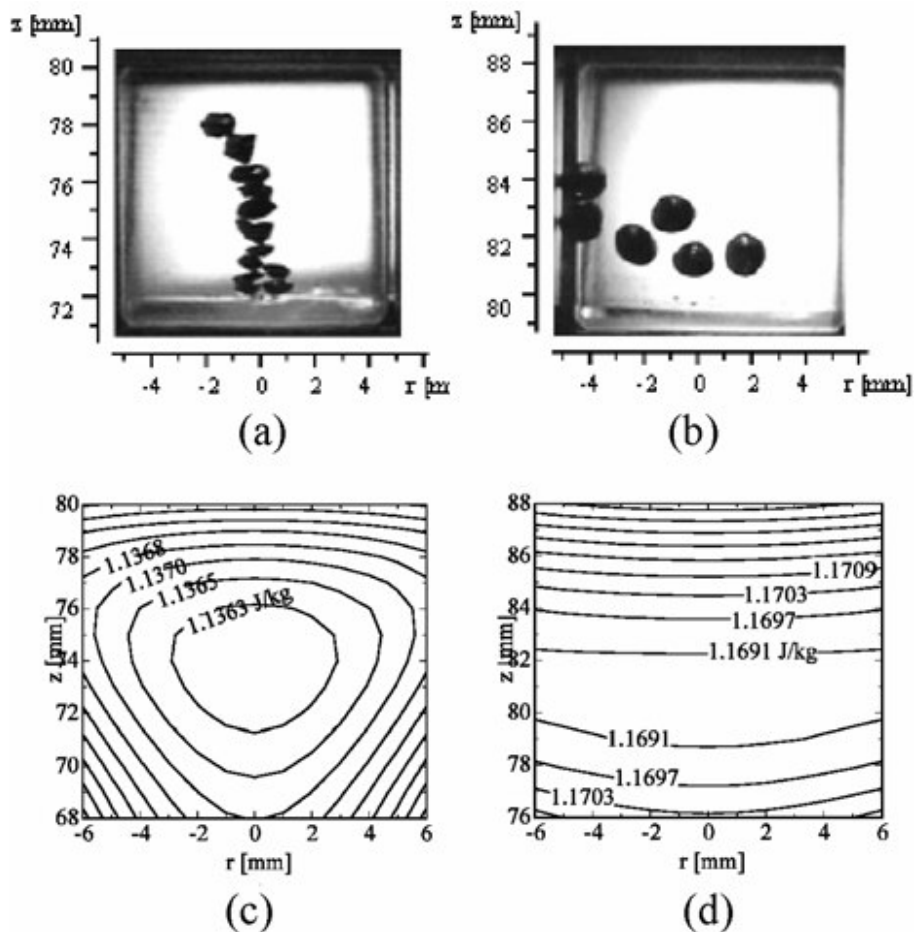 z [mm]
80
78
76
74
72
-4 -2 0 2 4 r [m
(a)
z [mm]
88
86
84
82
80
-4 -2 0 2 4 r [mm]
(b)
80
78
76
74
72
70
68
z [mm]
1.1368
1.1370
1.1365
1.1363 J/kg
-6 -4 -2 0 2 4 6
r [mm]
(c)
88
86
84
82
80
78
76
z [mm]
1.1709
1.1703
1.1697
1.1691 J/kg
1.1691
1.1697
1.1703
-6 -4 -2 0 2 4 6
r [mm]
(d)